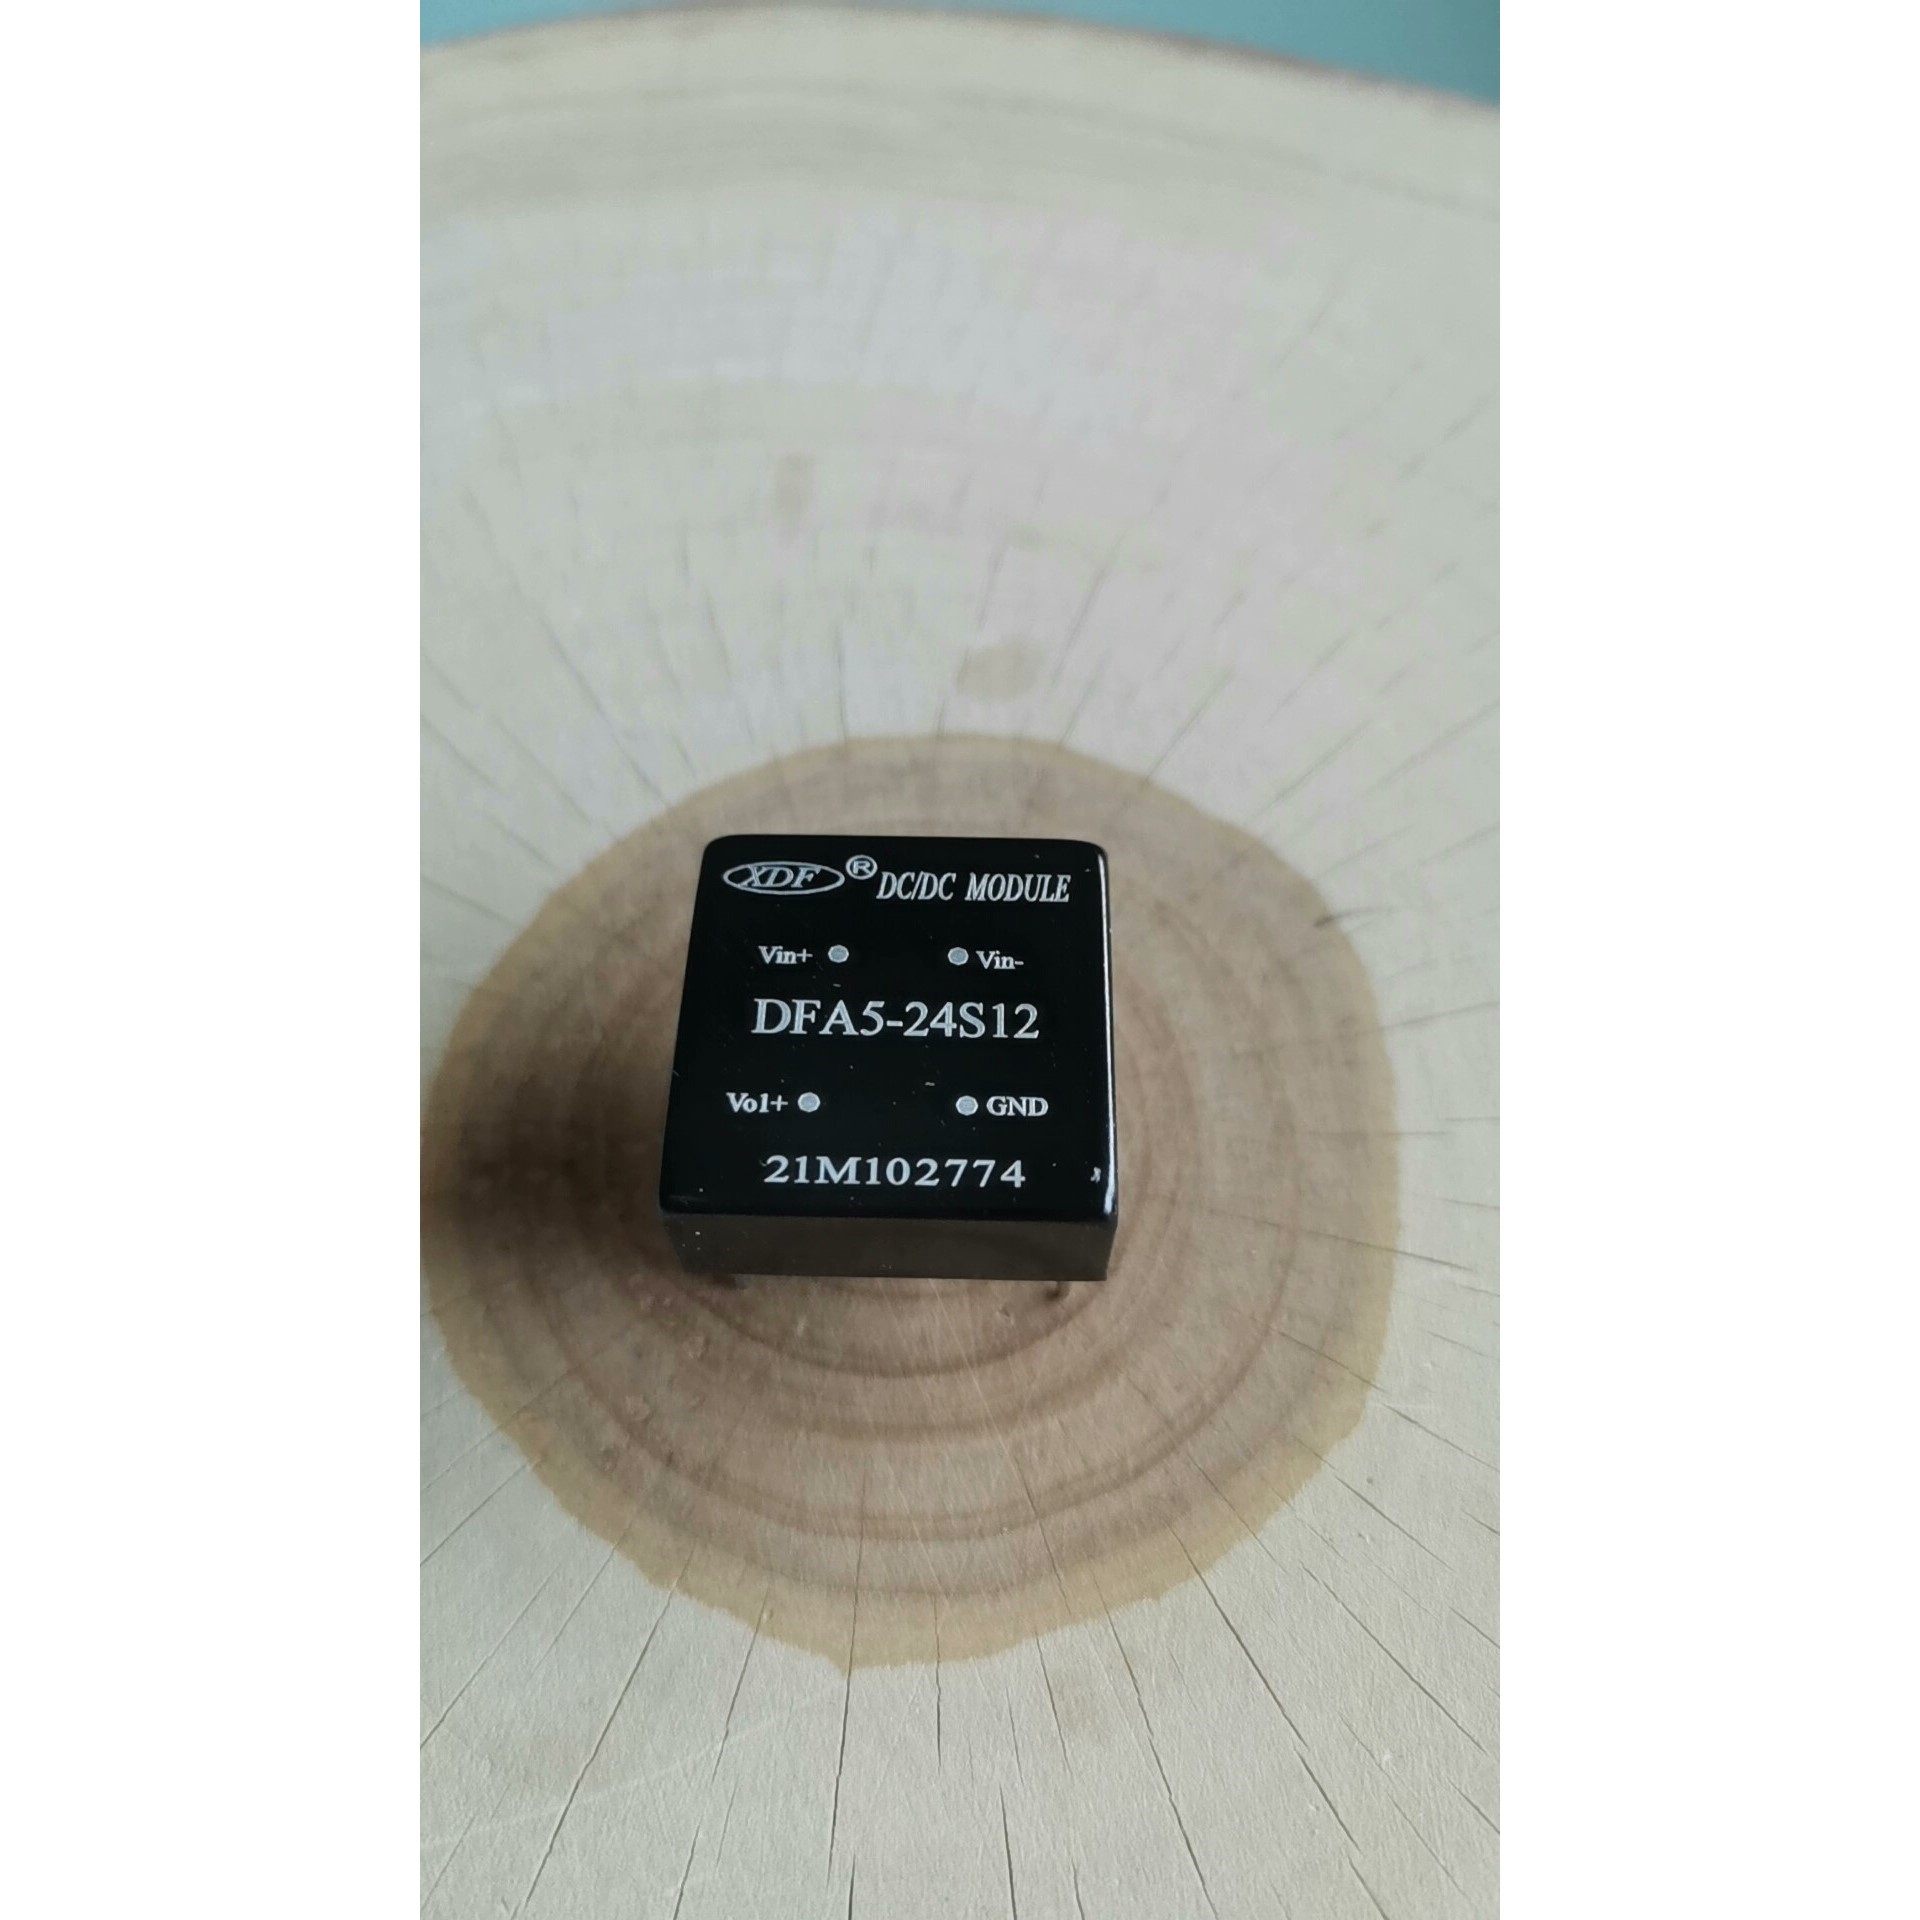 XDF ® DC/DC MODULE
Vin+ Vin-
DFA5-24S12
Vo1+ GND
21M102774